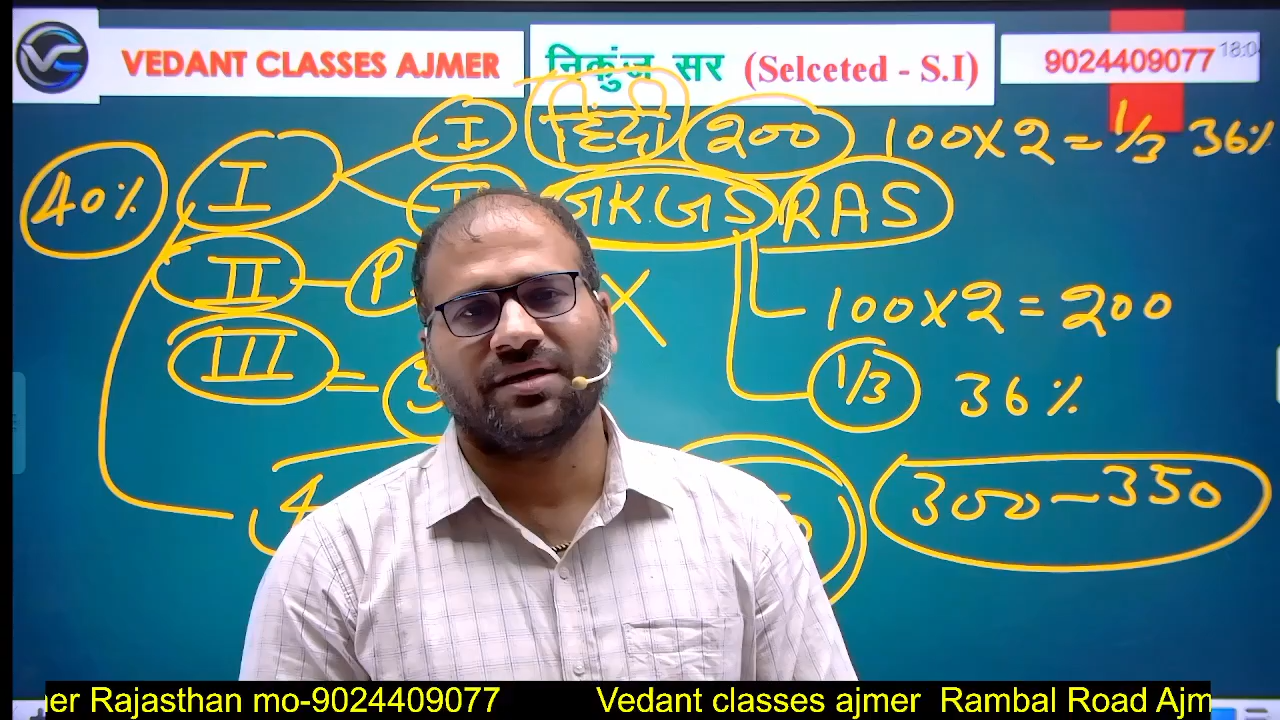 VC
VEDANT CLASSES AJMER
निकुंज सर (Selceted - S.I)
9024409077
40%
I
I हिंदी 200 100X2 = 1/3 36%
GKGS RAS
II - P X
100X2 = 200
III =
1/3 36%
300-350
er Rajasthan mo-9024409077 Vedant classes ajmer Rambal Road Ajm